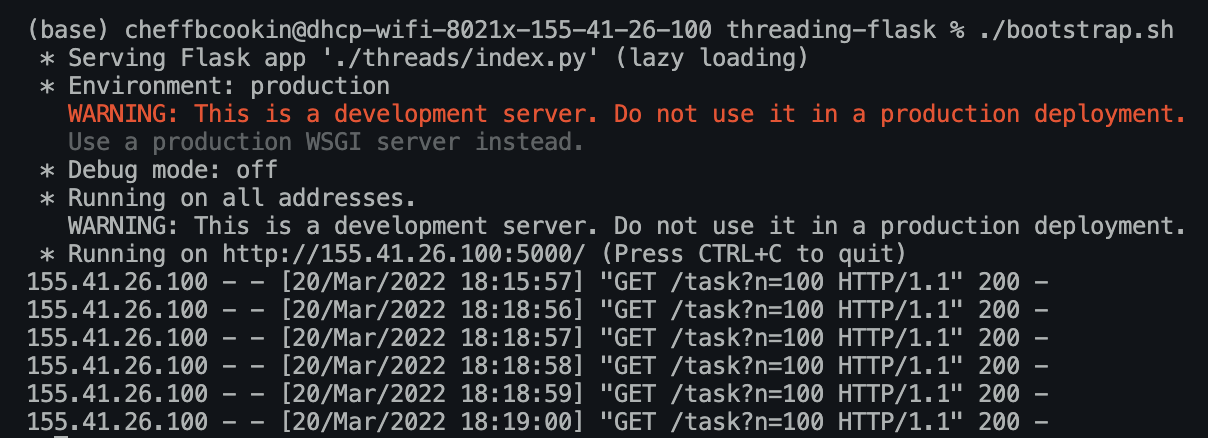 (base) cheffbcookin@dhcp-wifi-8021x-155-41-26-100 threading-flask % ./bootstrap.sh
 * Serving Flask app './threads/index.py' (lazy loading)
 * Environment: production
   WARNING: This is a development server. Do not use it in a production deployment.
   Use a production WSGI server instead.
 * Debug mode: off
 * Running on all addresses.
   WARNING: This is a development server. Do not use it in a production deployment.
 * Running on http://155.41.26.100:5000/ (Press CTRL+C to quit)
155.41.26.100 - - [20/Mar/2022 18:15:57] "GET /task?n=100 HTTP/1.1" 200 -
155.41.26.100 - - [20/Mar/2022 18:18:56] "GET /task?n=100 HTTP/1.1" 200 -
155.41.26.100 - - [20/Mar/2022 18:18:57] "GET /task?n=100 HTTP/1.1" 200 -
155.41.26.100 - - [20/Mar/2022 18:18:58] "GET /task?n=100 HTTP/1.1" 200 -
155.41.26.100 - - [20/Mar/2022 18:18:59] "GET /task?n=100 HTTP/1.1" 200 -
155.41.26.100 - - [20/Mar/2022 18:19:00] "GET /task?n=100 HTTP/1.1" 200 -